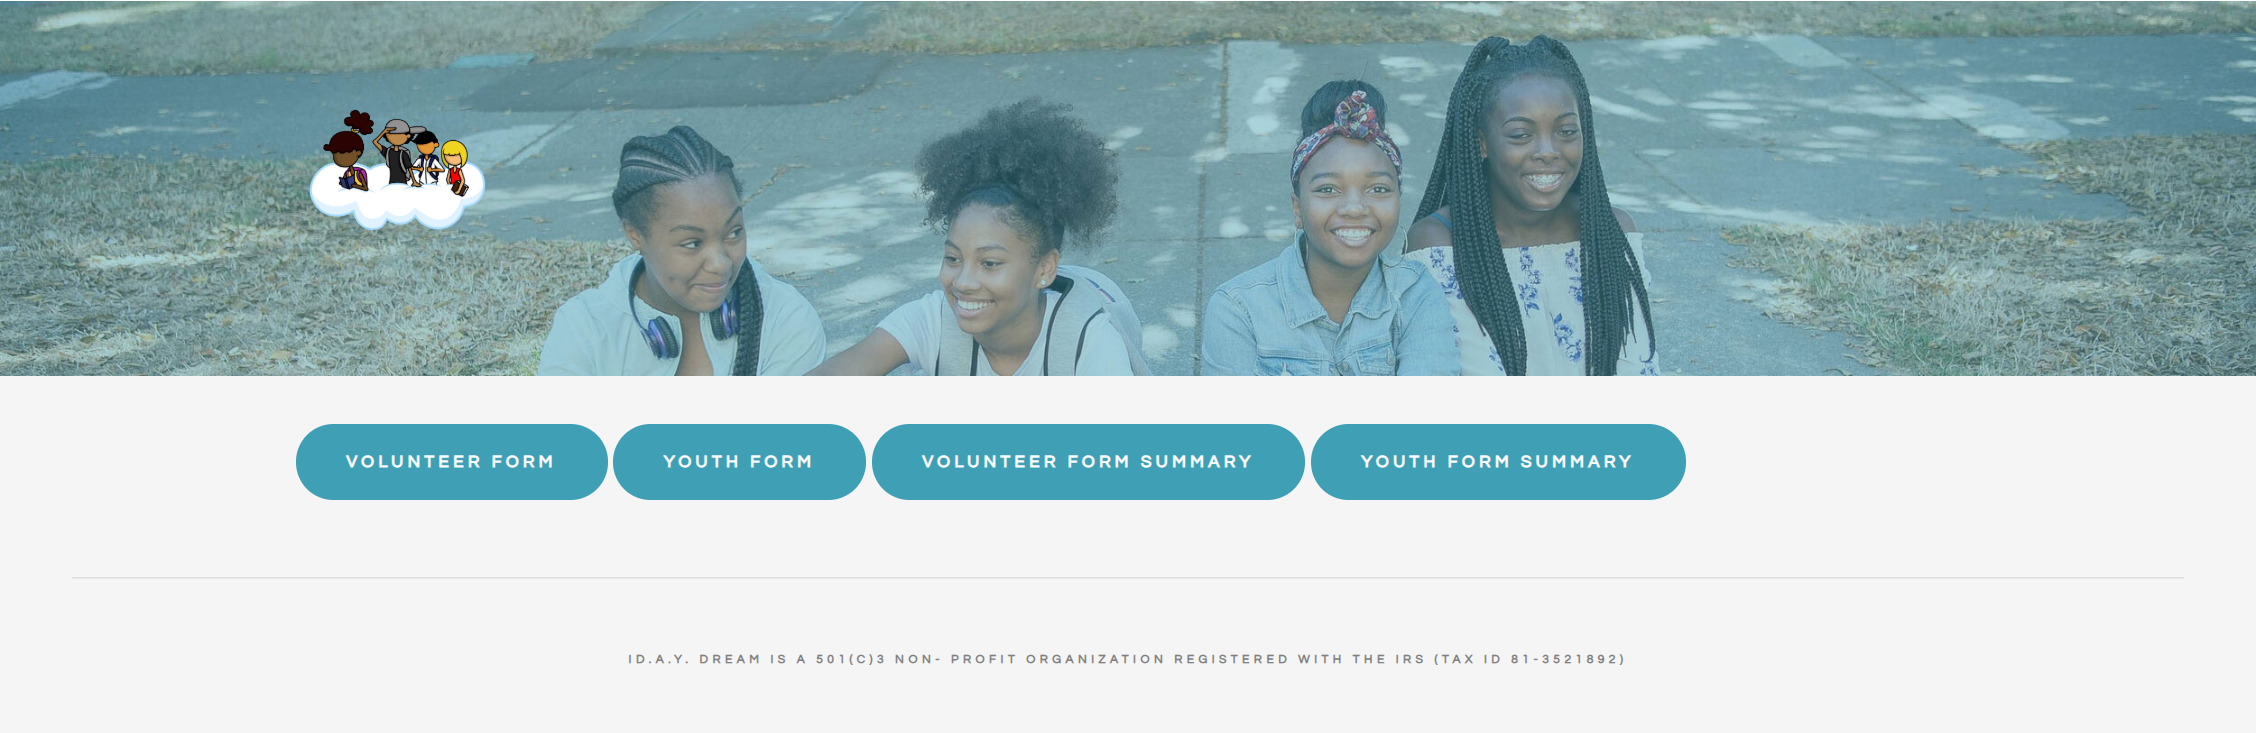 VOLUNTEER FORM
YOUTH FORM
VOLUNTEER FORM SUMMARY
YOUTH FORM SUMMARY
ID.A.Y. DREAM IS A 501(C)3 NON- PROFIT ORGANIZATION REGISTERED WITH THE IRS (TAX ID 81-3521892)